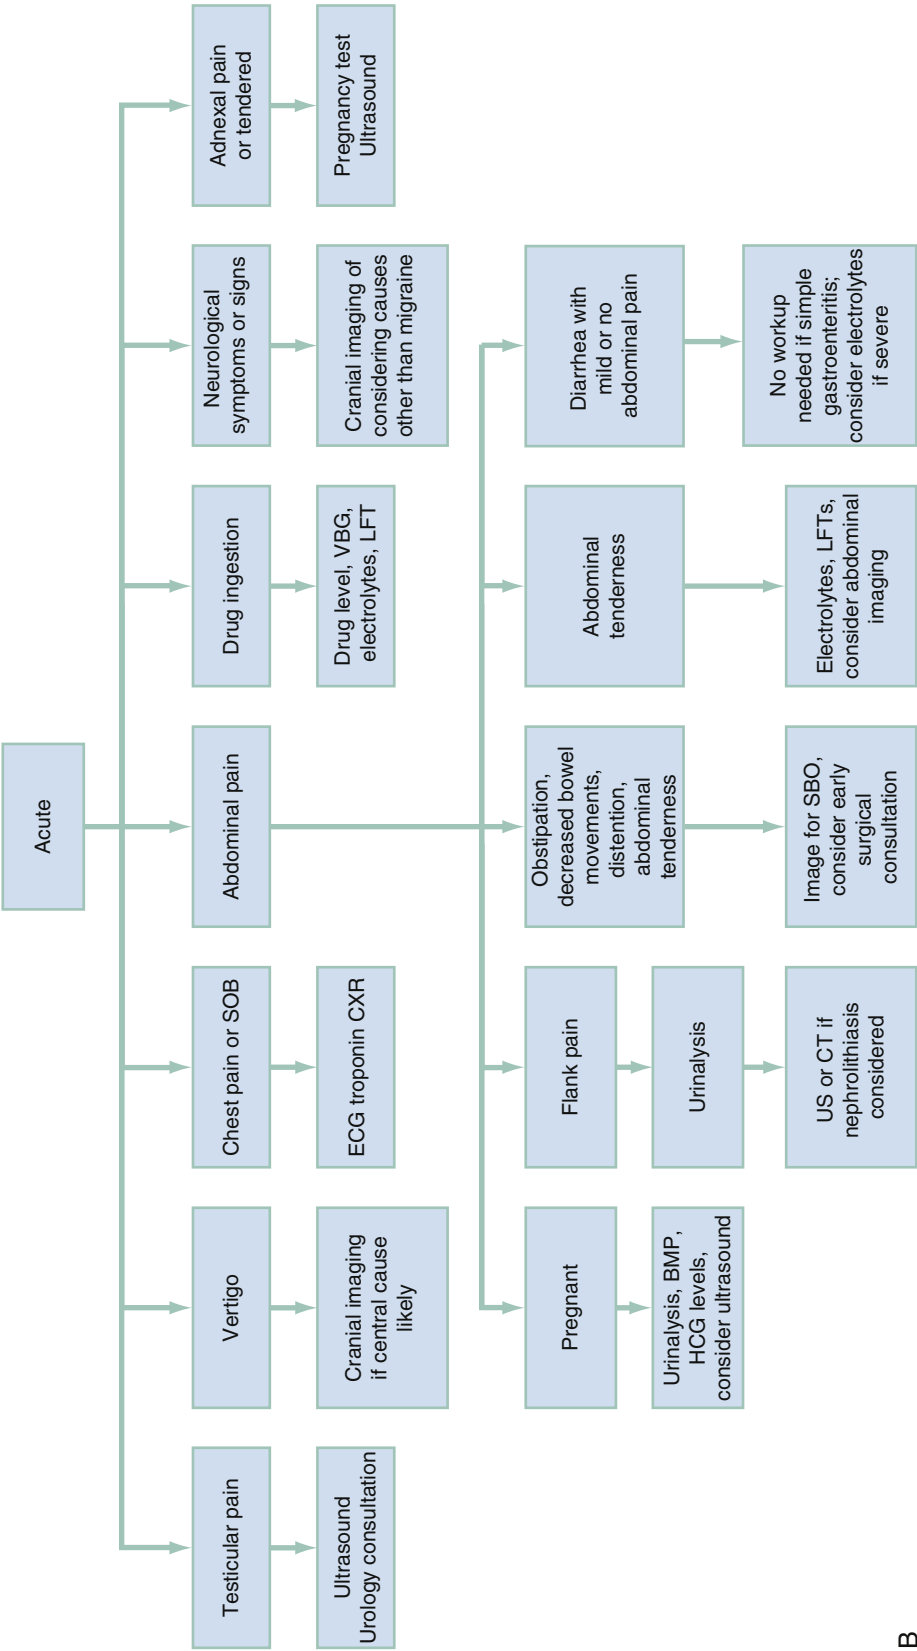 Acute
Testicular pain
Ultrasound
Urology consultation
Vertigo
Cranial imaging
if central cause
likely
Chest pain or SOB
ECG troponin CXR
Abdominal pain
Drug ingestion
Drug level, VBG,
electrolytes, LFT
Neurological
symptoms or signs
Cranial imaging of
considering causes
other than migraine
Adnexal pain
or tendered
Pregnancy test
Ultrasound
Pregnant
Urinalysis, BMP,
HCG levels,
consider ultrasound
Flank pain
Urinalysis
US or CT if
nephrolithiasis
considered
Obstipation,
decreased bowel
movements,
distention,
abdominal
tenderness
Image for SBO,
consider early
surgical
consultation
Abdominal
tenderness
Electrolytes, LFTs,
consider abdominal
imaging
Diarrhea with
mild or no
abdominal pain
No workup
needed if simple
gastroenteritis;
consider electrolytes
if severe
B